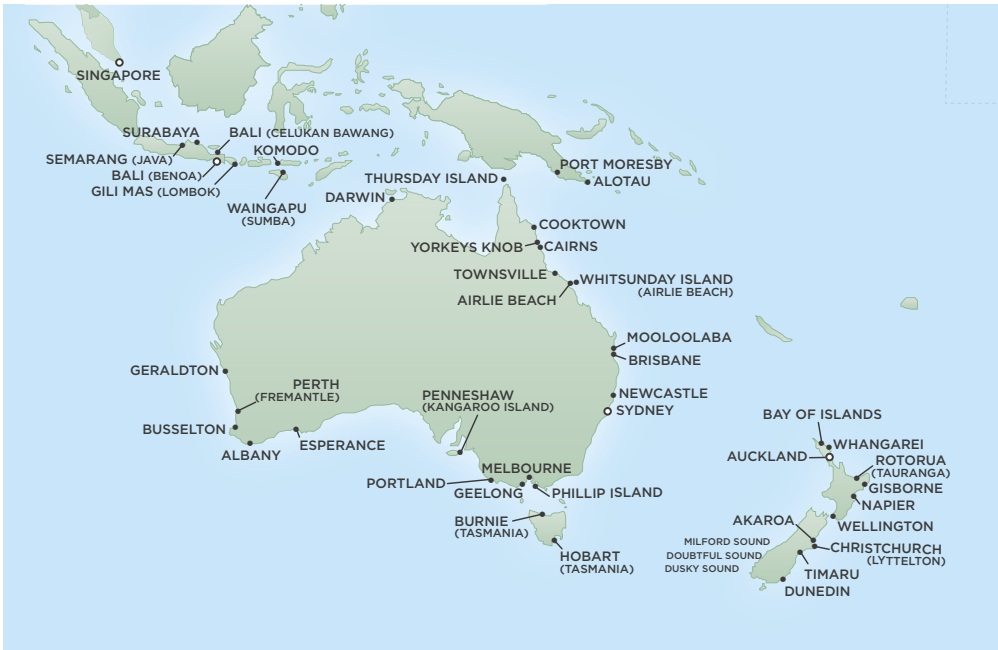 SINGAPORE
SURABAYA
BALI (CELUKAN BAWANG)
SEMARANG (JAVA)
KOMODO
BALI (BENOA)
GILI MAS (LOMBOK)
WAINGAPU
(SUMBA)
PORT MORESBY
ALOTAU
THURSDAY ISLAND
DARWIN
COOKTOWN
YORKEYS KNOB
CAIRNS
TOWNSVILLE
WHITSUNDAY ISLAND
(AIRLIE BEACH)
AIRLIE BEACH
MOOLOOLABA
BRISBANE
GERALDTON
PERTH
(FREMANTLE)
PENNESHAW
(KANGAROO ISLAND)
NEWCASTLE
SYDNEY
BUSSELTON
ALBANY
ESPERANCE
MELBOURNE
PORTLAND
GEELONG
PHILLIP ISLAND
BURNIE
(TASMANIA)
HOBART
(TASMANIA)
BAY OF ISLANDS
WHANGAREI
AUCKLAND
ROTORUA
(TAURANGA)
GISBORNE
NAPIER
WELLINGTON
AKAROA
MILFORD SOUND
DOUBTFUL SOUND
DUSKY SOUND
CHRISTCHURCH
(LYTTELTON)
TIMARU
DUNEDIN